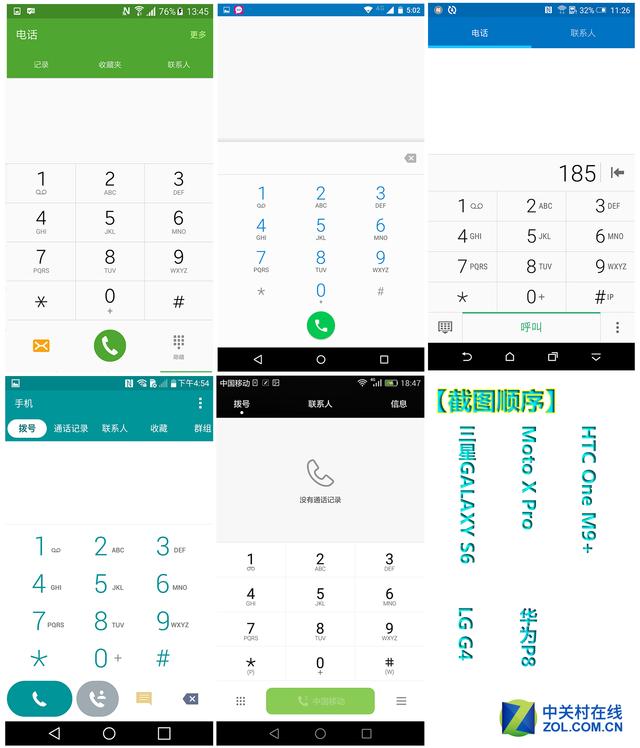 76% 13:45
电话
更多
记录 收藏夹 联系人
1 2 3
ABC DEF
4 5 6
GHI JKL MNO
7 8 9
PQRS TUV WXYZ
* 0 #
+
隐藏
4G 5:02
1 2 3
ABC DEF
4 5 6
GHI JKL MNO
7 8 9
PQRS TUV WXYZ
* 0 #
+
32% 11:26
电话 联系人
185
1 2 ABC 3 DEF
4 GHI 5 JKL 6 MNO
7 PQRS 8 TUV 9 WXYZ
* 0 + # IP
呼叫
下午4:54
手机
拨号 通话记录 联系人 收藏 群组
1 2 ABC 3 DEF
4 GHI 5 JKL 6 MNO
7 PQRS 8 TUV 9 WXYZ
* 0 + #
中国移动 4G 18:47
拨号 联系人 信息
没有通话记录
1 2 3
ABC DEF
4 5 6
GHI JKL MNO
7 8 9
PQRS TUV WXYZ
* 0 #
(P) + (W)
中国移动
【截图顺序】
三星GALAXY S6
Moto X Pro
HTC One M9+
LG G4
华为P8
中关村在线
ZOL.COM.CN